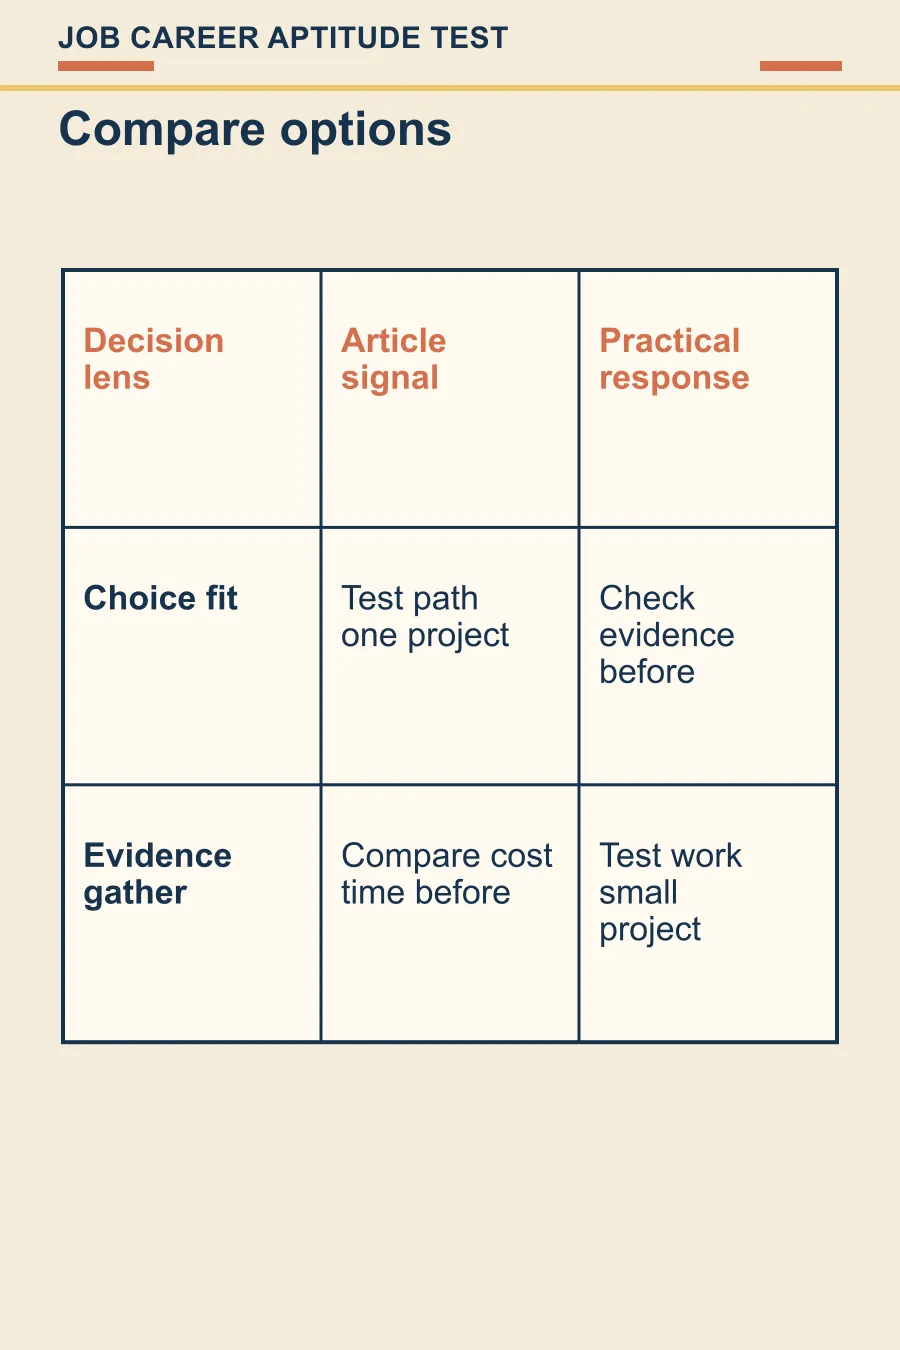 JOB CAREER APTITUDE TEST
Compare options
Decision
lens
Article
signal
Practical
response
Choice fit
Test path
one project
Check
evidence
before
Evidence
gather
Compare cost
time before
Test work
small
project